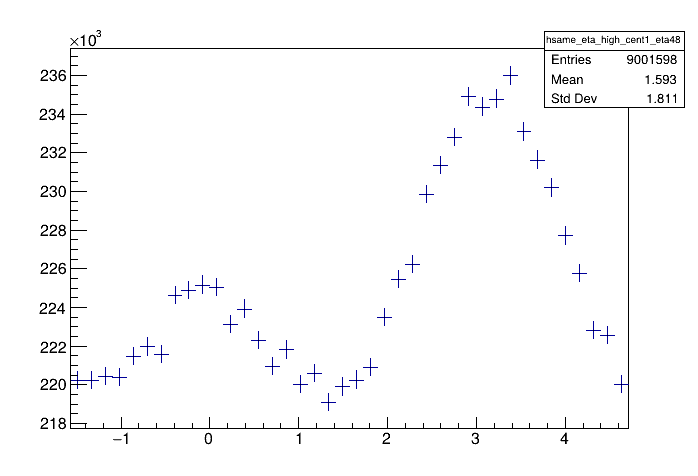 ×10³
hsame_eta_high_cent1_eta48
Entries 9001598
Mean 1.593
Std Dev 1.811
236
234
232
230
228
226
224
222
220
218
−1 0 1 2 3 4